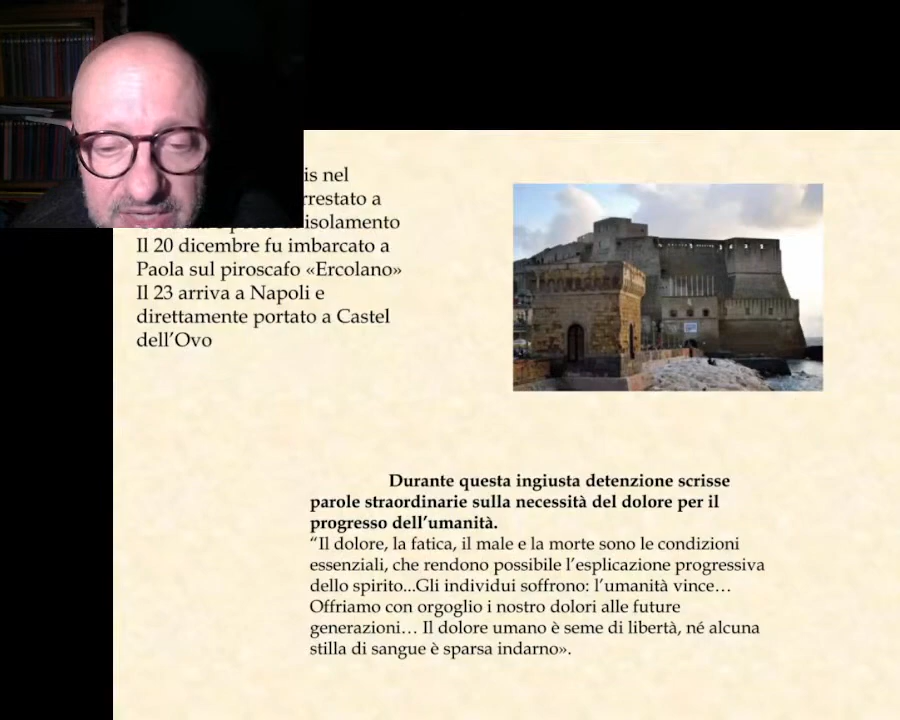 is nel
rrestato a
isolamento
Il 20 dicembre fu imbarcato a
Paola sul piroscafo «Ercolano»
Il 23 arriva a Napoli e
direttamente portato a Castel
dell’Ovo
Durante questa ingiusta detenzione scrisse
parole straordinarie sulla necessità del dolore per il
progresso dell’umanità.
“Il dolore, la fatica, il male e la morte sono le condizioni
essenziali, che rendono possibile l’esplicazione progressiva
dello spirito...Gli individui soffrono: l’umanità vince…
Offriamo con orgoglio i nostro dolori alle future
generazioni… Il dolore umano è seme di libertà, né alcuna
stilla di sangue è sparsa indarno».